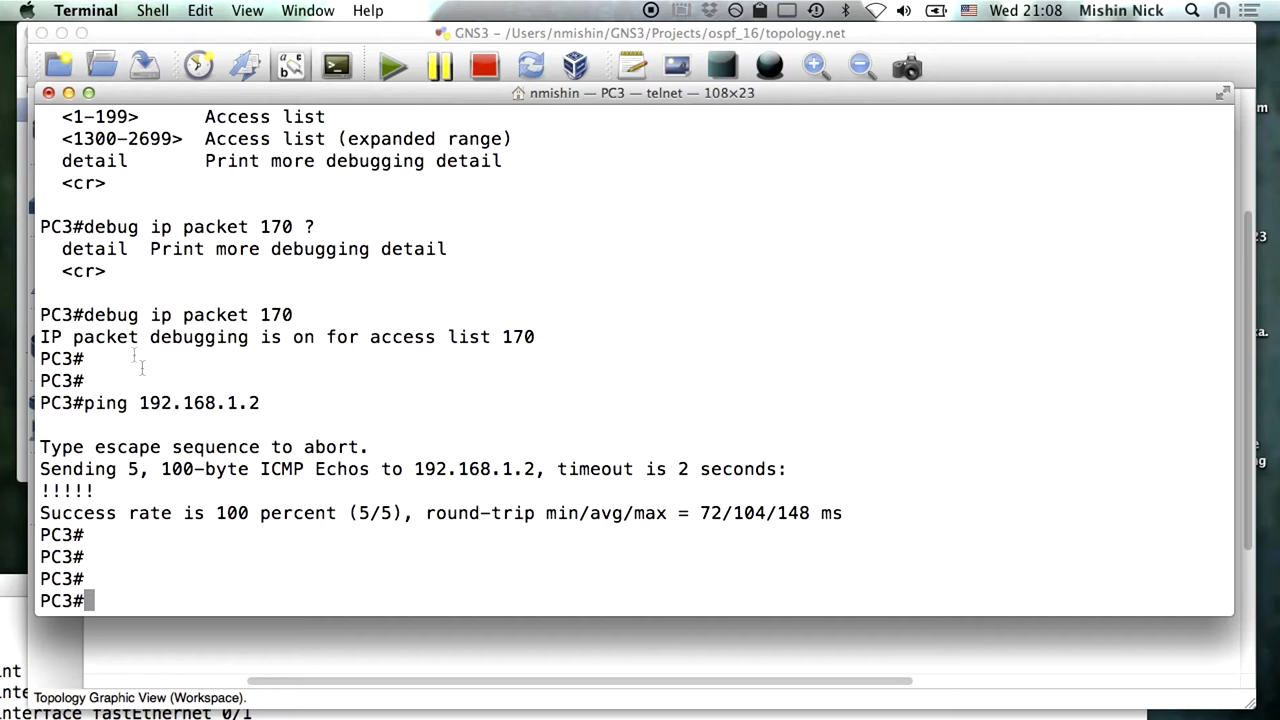 Terminal Shell Edit View Window Help Wed 21:08 Mishin Nick
GNS3 – /Users/nmishin/GNS3/Projects/ospf_16/topology.net
nmishin — PC3 — telnet — 108×23
<1-199> Access list
<1300-2699> Access list (expanded range)
detail Print more debugging detail
<cr>
PC3#debug ip packet 170 ?
detail Print more debugging detail
<cr>
PC3#debug ip packet 170
IP packet debugging is on for access list 170
PC3#
PC3#
PC3#ping 192.168.1.2
Type escape sequence to abort.
Sending 5, 100-byte ICMP Echos to 192.168.1.2, timeout is 2 seconds:
!!!!!
Success rate is 100 percent (5/5), round-trip min/avg/max = 72/104/148 ms
PC3#
PC3#
PC3#
PC3#
Topology Graphic View (Workspace).
interface fastEthernet 0/1